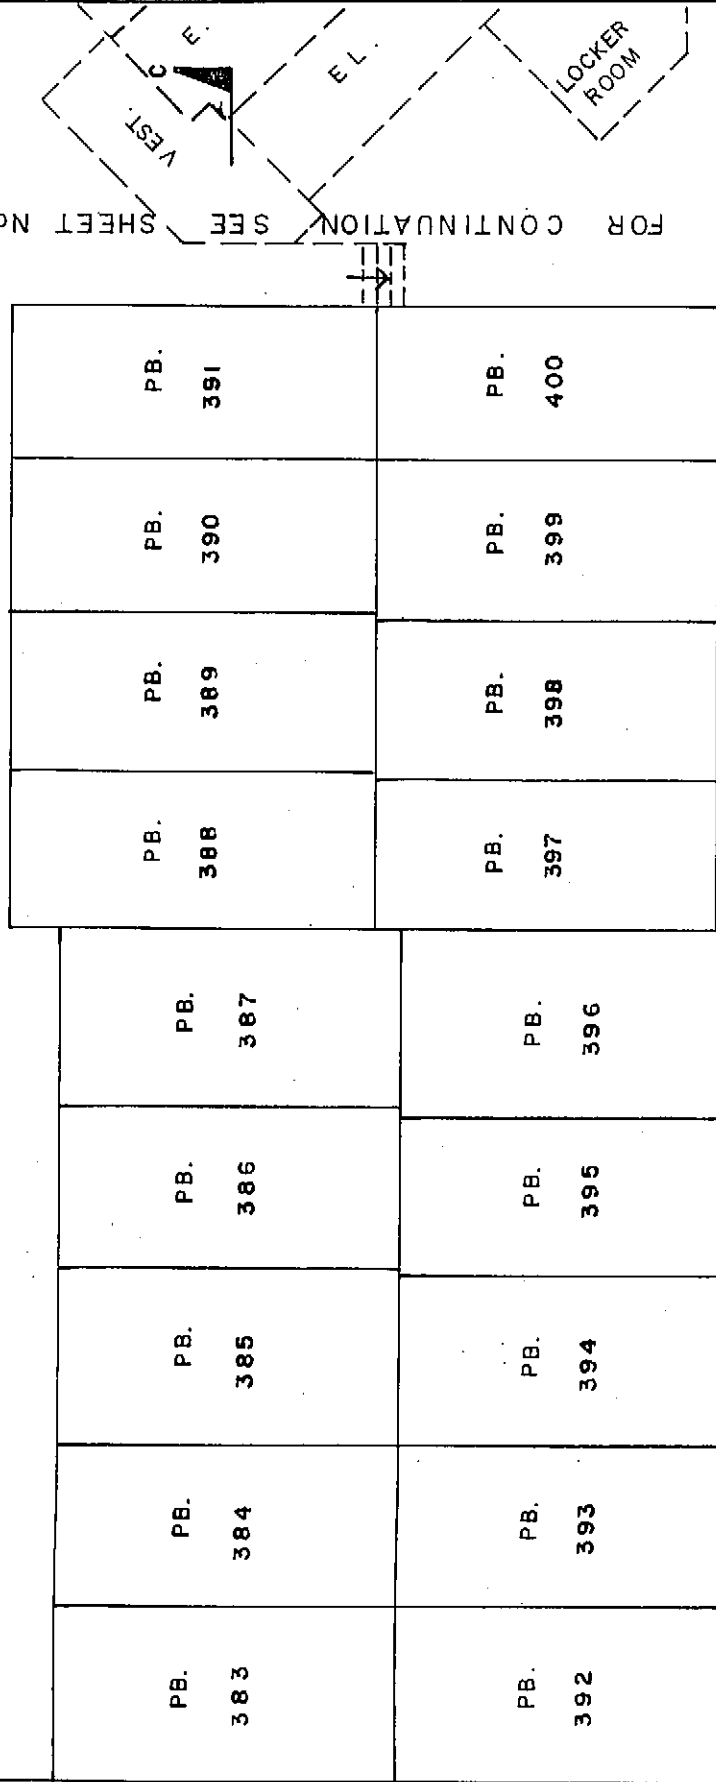 E.
C
EL.
LOCKER
ROOM
VEST.
FOR CONTINUATION SEE SHEET No
PB.
383
PB.
384
PB.
385
PB.
386
PB.
387
PB.
388
PB.
389
PB.
390
PB.
391
PB.
392
PB.
393
PB.
394
PB.
395
PB.
396
PB.
397
PB.
398
PB.
399
PB.
400